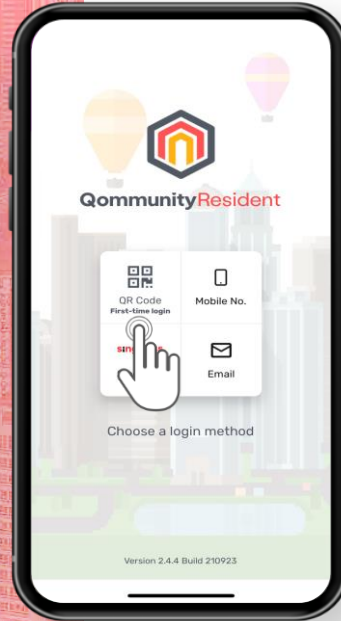 QommunityResident
QR Code
First-time login
Mobile No.
Email
Choose a login method
Version 2.4.4 Build 210923